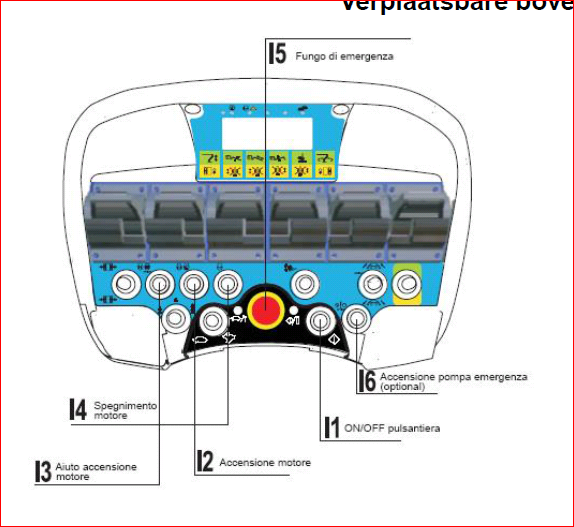 Verplaatsbare bove
I5 Fungo di emergenza
I6 Accensione pompa emergenza
(optional)
I4 Spegnimento
motore
I1 ON/OFF pulsantiera
I3 Aiuto accensione
motore
I2 Accensione motore